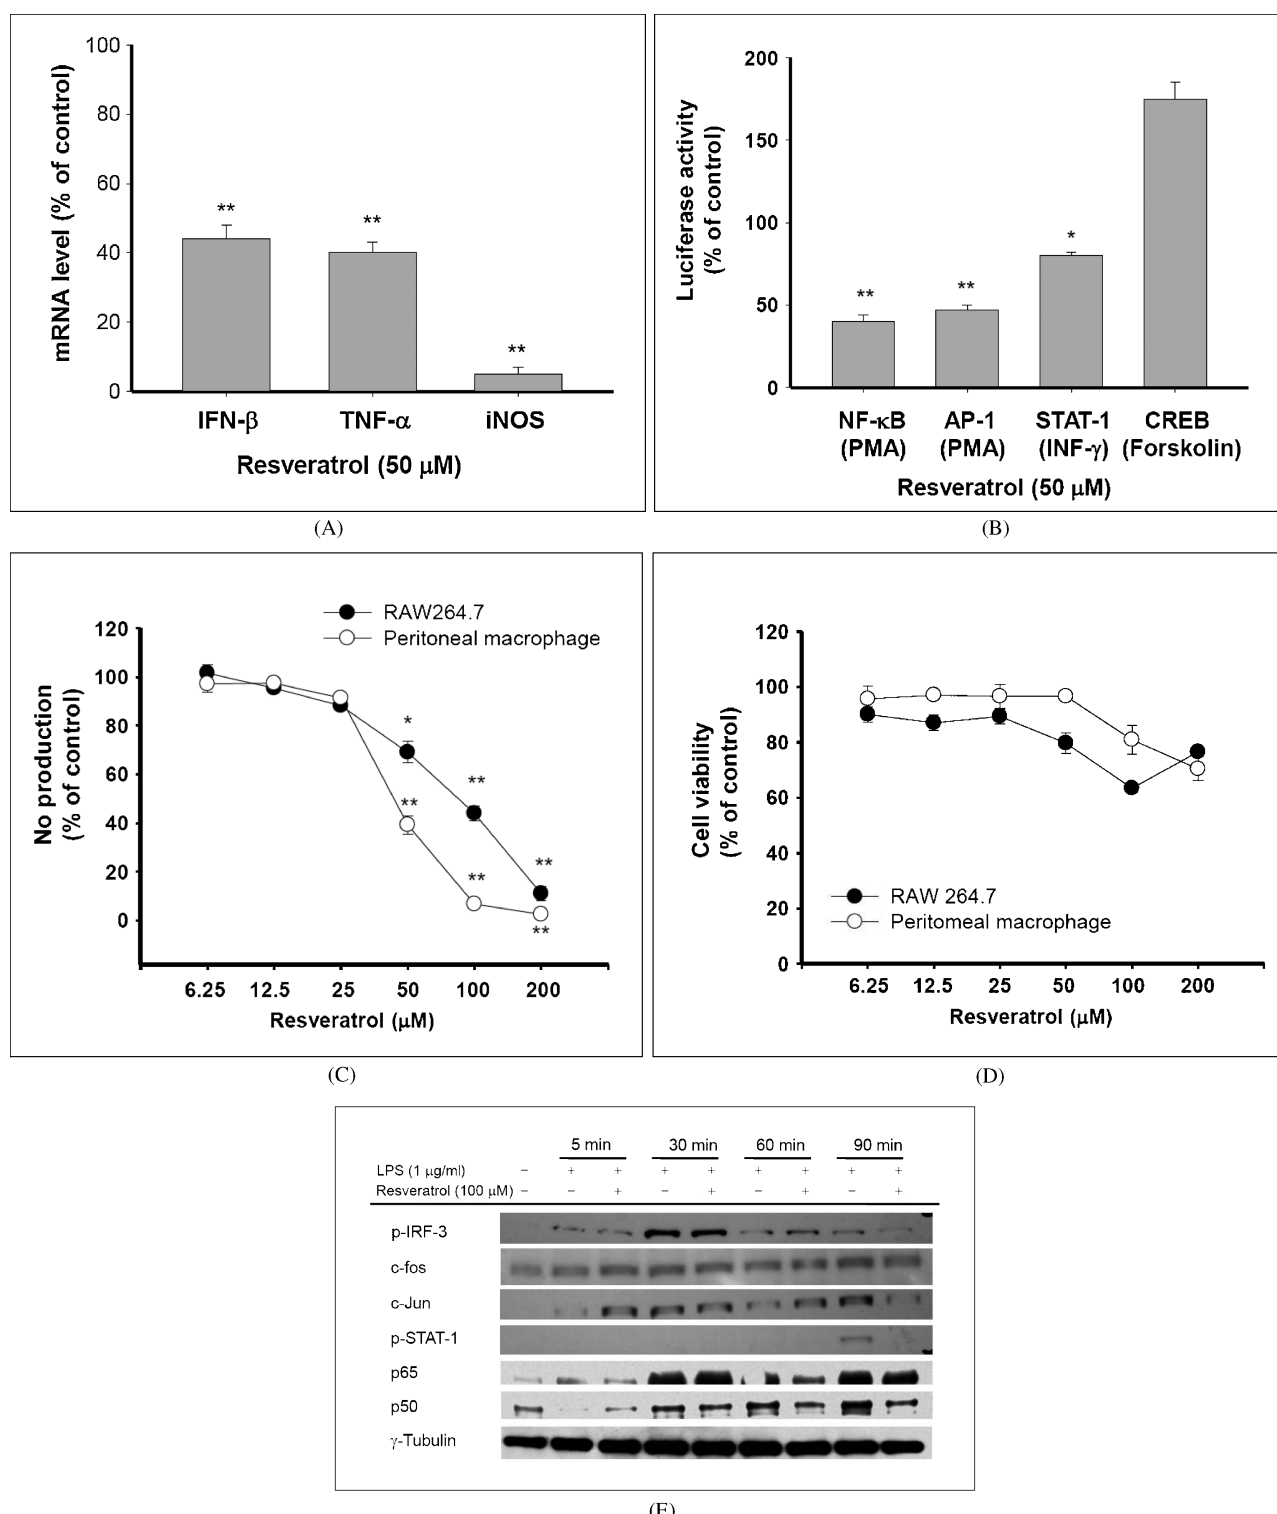 mRNA level (% of control)
100
80
60
40
20
0
**
**
**
IFN-β TNF-α iNOS
Resveratrol (50 μM)
(A)
Luciferase activity
(% of control)
200
150
100
50
0
**
**
*
NF-κB AP-1 STAT-1 CREB
(PMA) (PMA) (INF-γ) (Forskolin)
Resveratrol (50 μM)
(B)
RAW264.7
Peritoneal macrophage
No production
(% of control)
120
100
80
60
40
20
0
*
**
**
**
**
**
6.25 12.5 25 50 100 200
Resveratrol (μM)
(C)
Cell viability
(% of control)
120
100
80
60
40
20
0
RAW 264.7
Peritomeal macrophage
6.25 12.5 25 50 100 200
Resveratrol (μM)
(D)
5 min 30 min 60 min 90 min
LPS (1 μg/ml) − + + + + + + + +
Resveratrol (100 μM) − − + − + − + − +
p-IRF-3
c-fos
c-Jun
p-STAT-1
p65
p50
γ-Tubulin
(E)